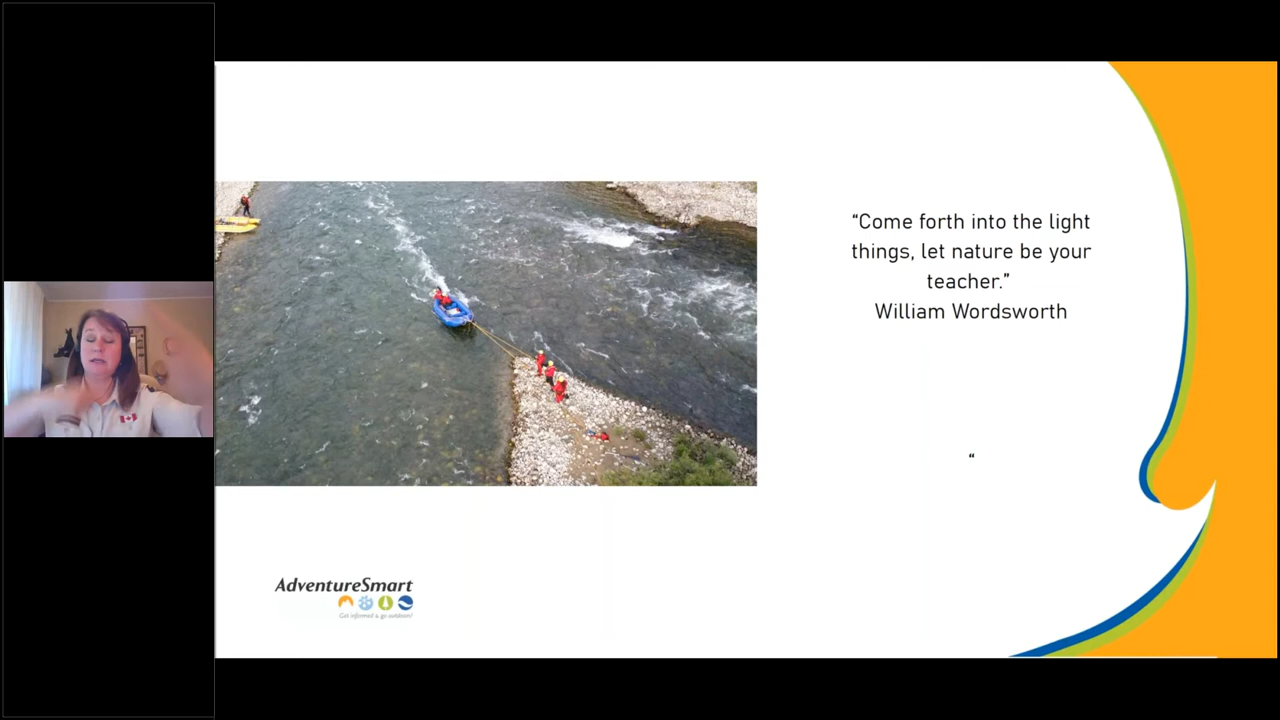 “Come forth into the light
things, let nature be your
teacher.”
William Wordsworth
“
AdventureSmart
Get informed & go outdoors!